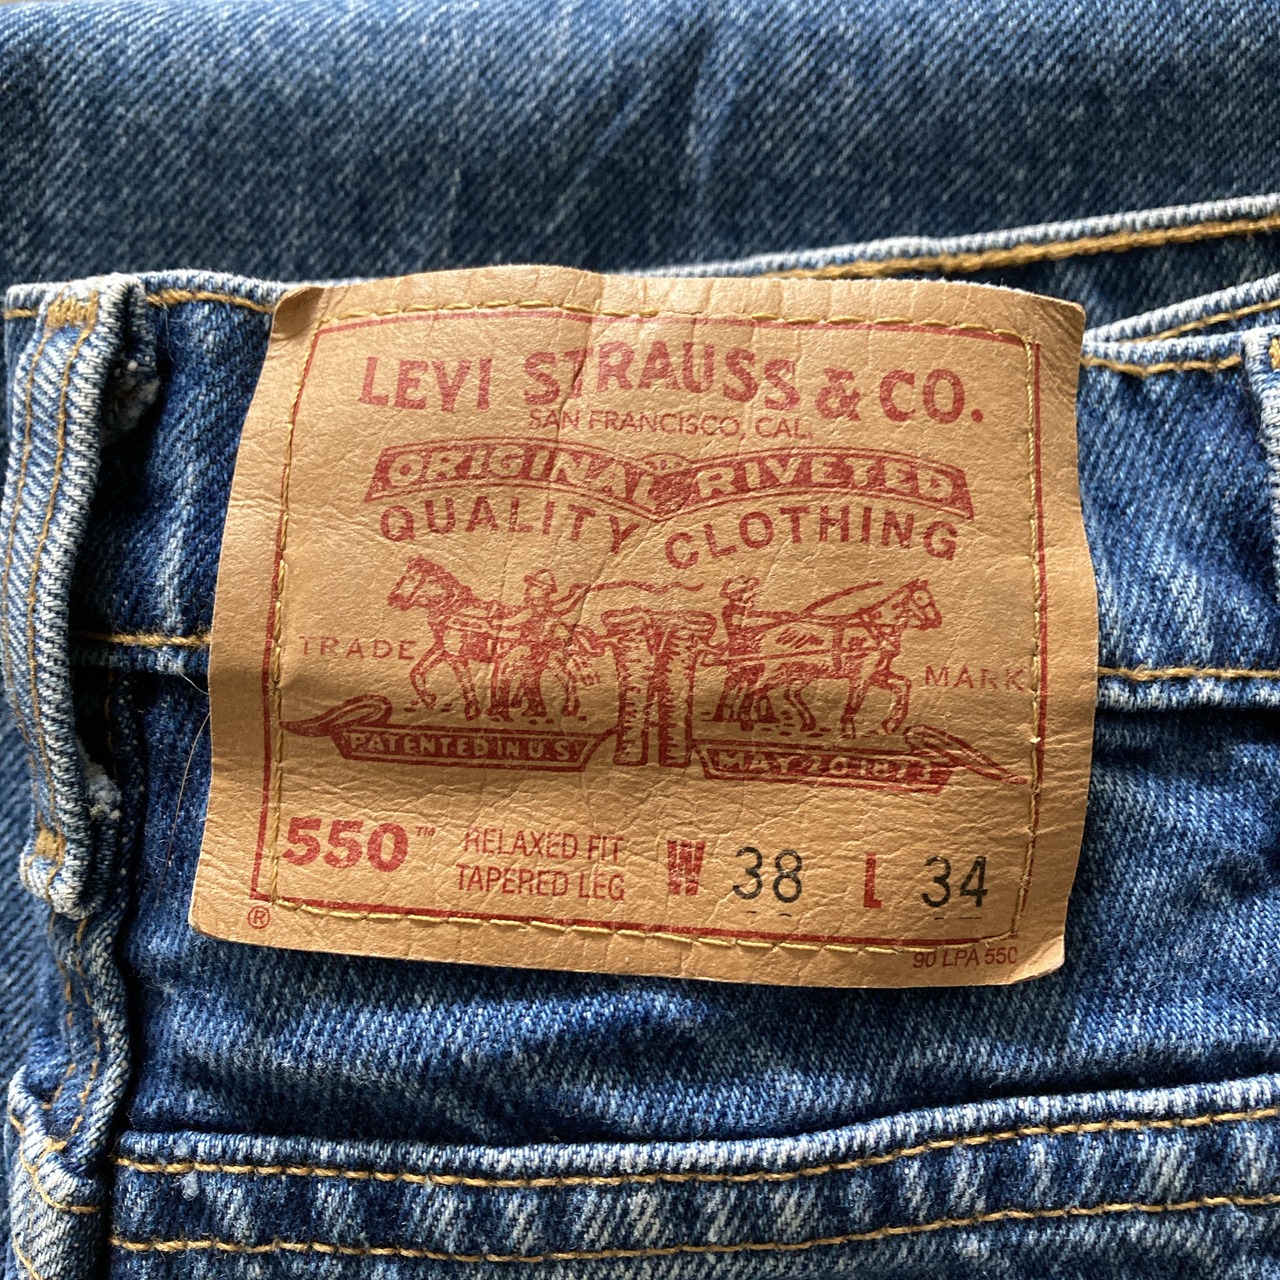 LEVI STRAUSS & CO.
SAN FRANCISCO, CAL.
ORIGINAL RIVETED
QUALITY CLOTHING
TRADE MARK
PATENTED IN U.S. MAY 20 1873
550™ RELAXED FIT W 38 L 34
TAPERED LEG
® 90 LPA 550